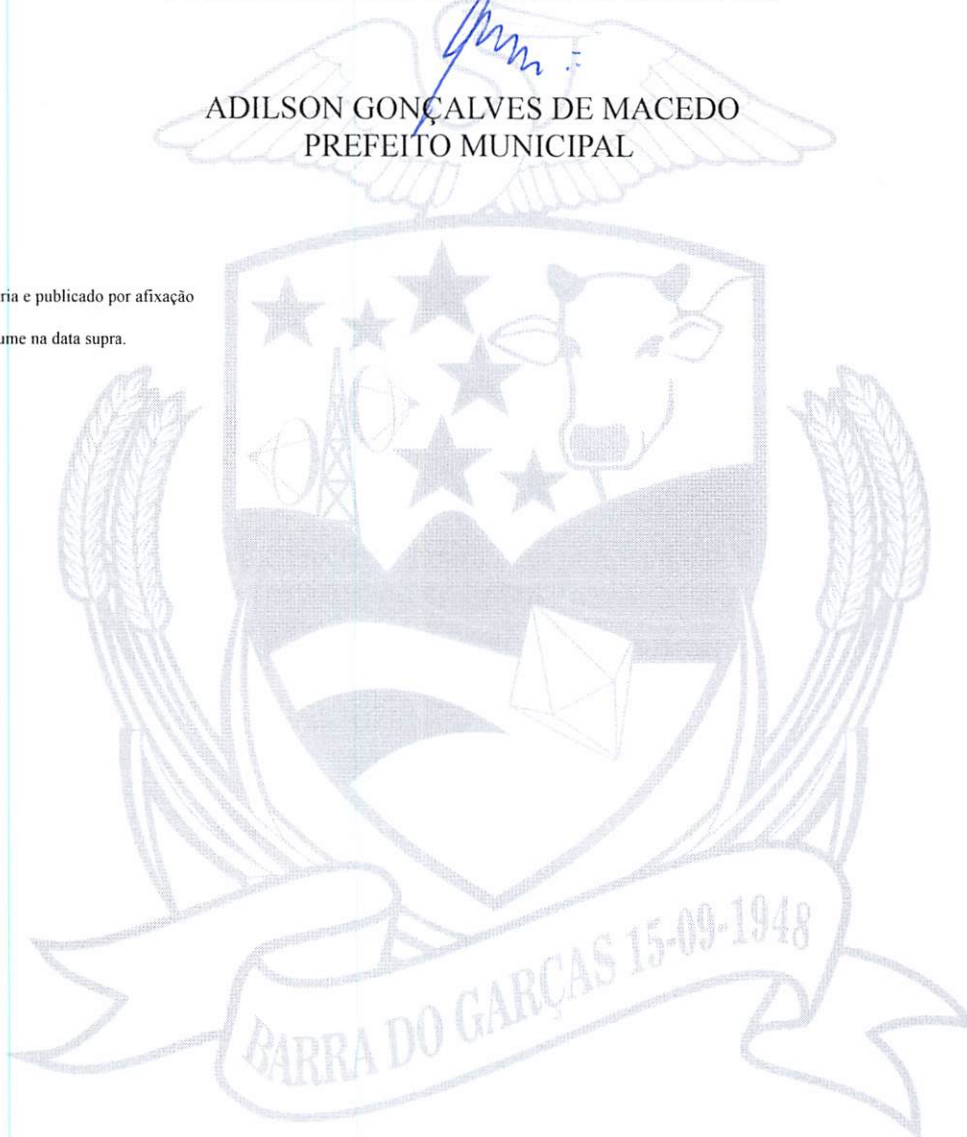 ADILSON GONÇALVES DE MACEDO
PREFEITO MUNICIPAL
ria e publicado por afixação
ume na data supra.
BARRA DO GARÇAS 15-09-1948